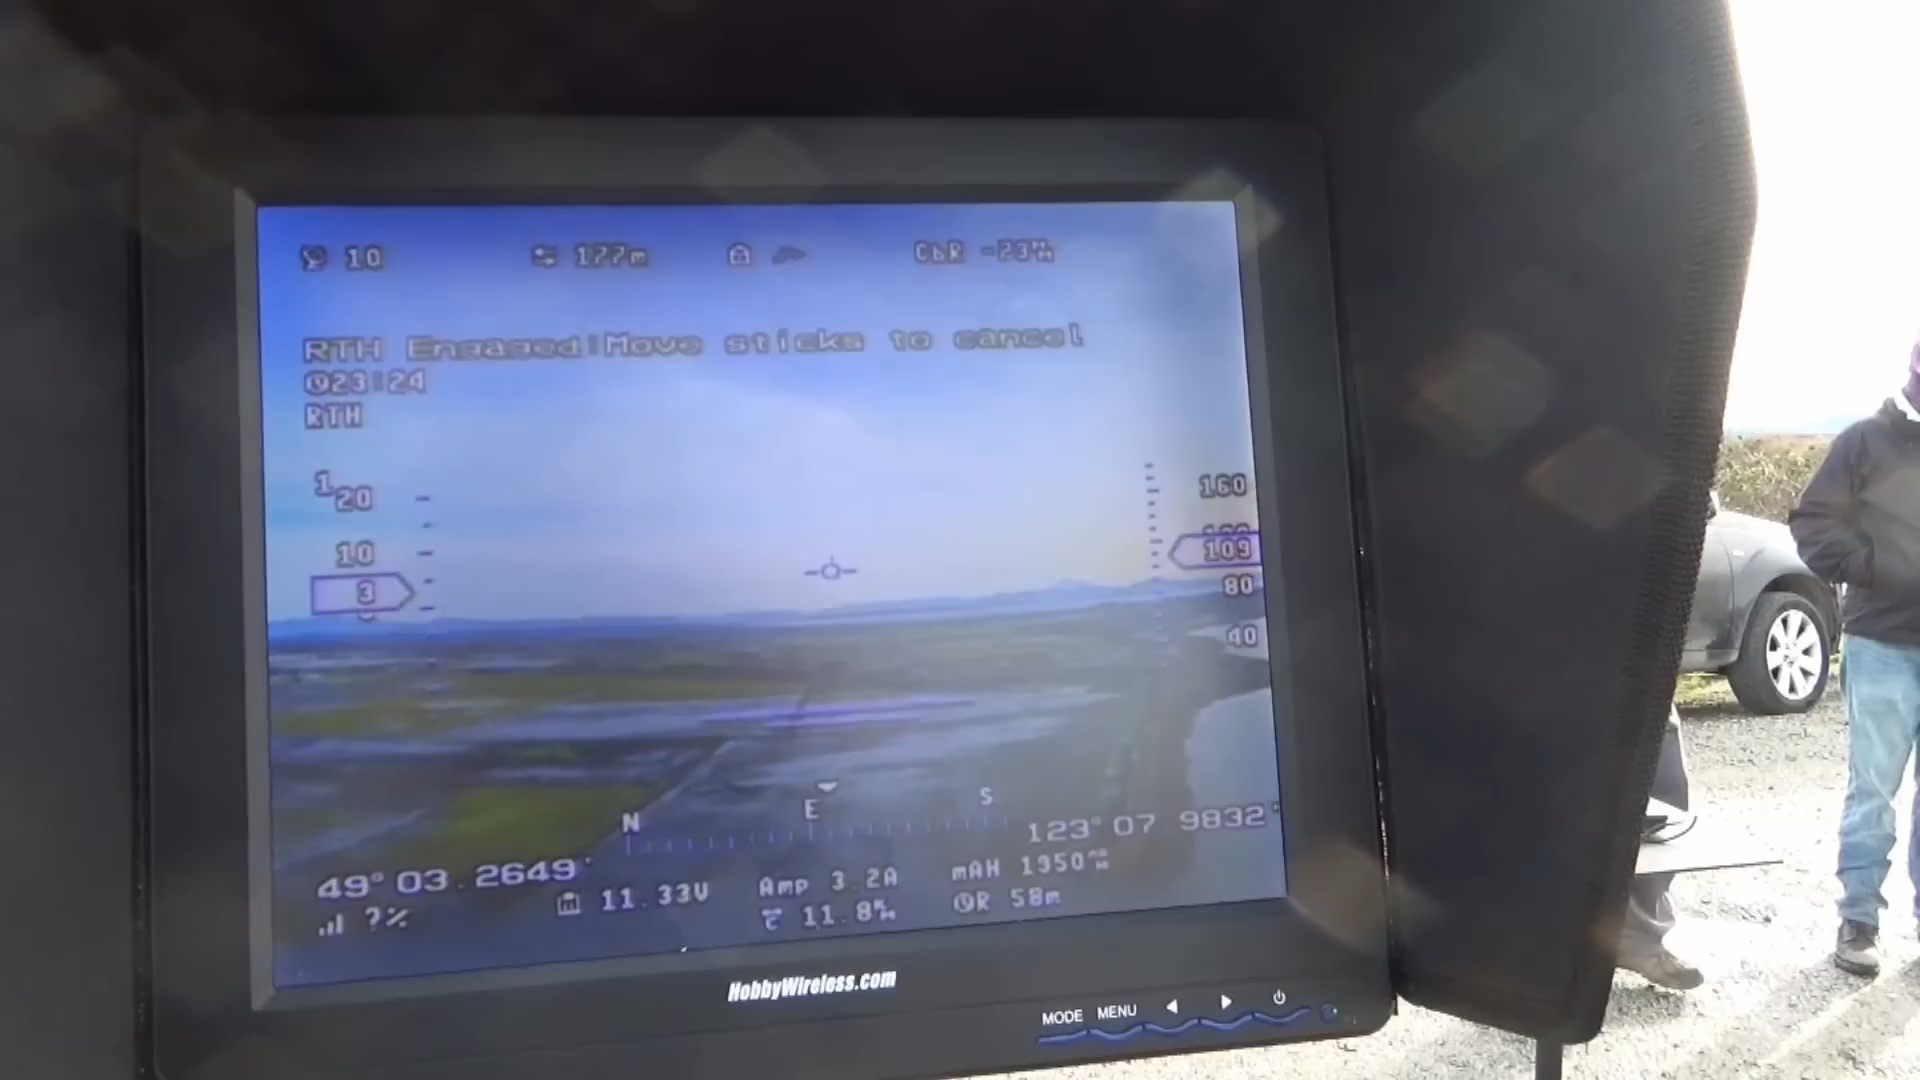 10 177m CbR -23
RTH Engaged:Move sticks to cancel
23:24
RTH
120
10
3
160
109
80
40
N E S
49° 03.2649'
123° 07.9832'
?% 11.33V Amp 3.2A mAH 1950
11.8 R 58m
HobbyWireless.com
MODE MENU